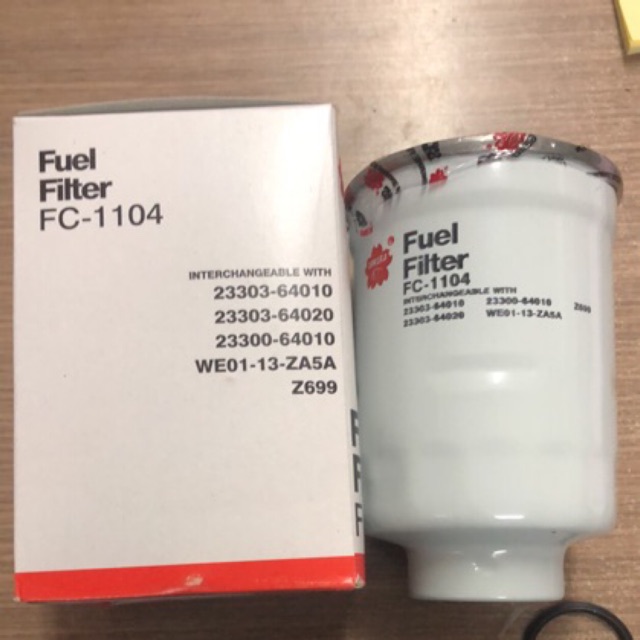 Fuel
Filter
FC-1104
INTERCHANGEABLE WITH
23303-64010
23303-64020
23300-64010
WE01-13-ZA5A
Z699
Fuel
Filter
FC-1104
INTERCHANGEABLE WITH
23303-64010 23300-64010 Z699
23303-64020 WE01-13-ZA5A